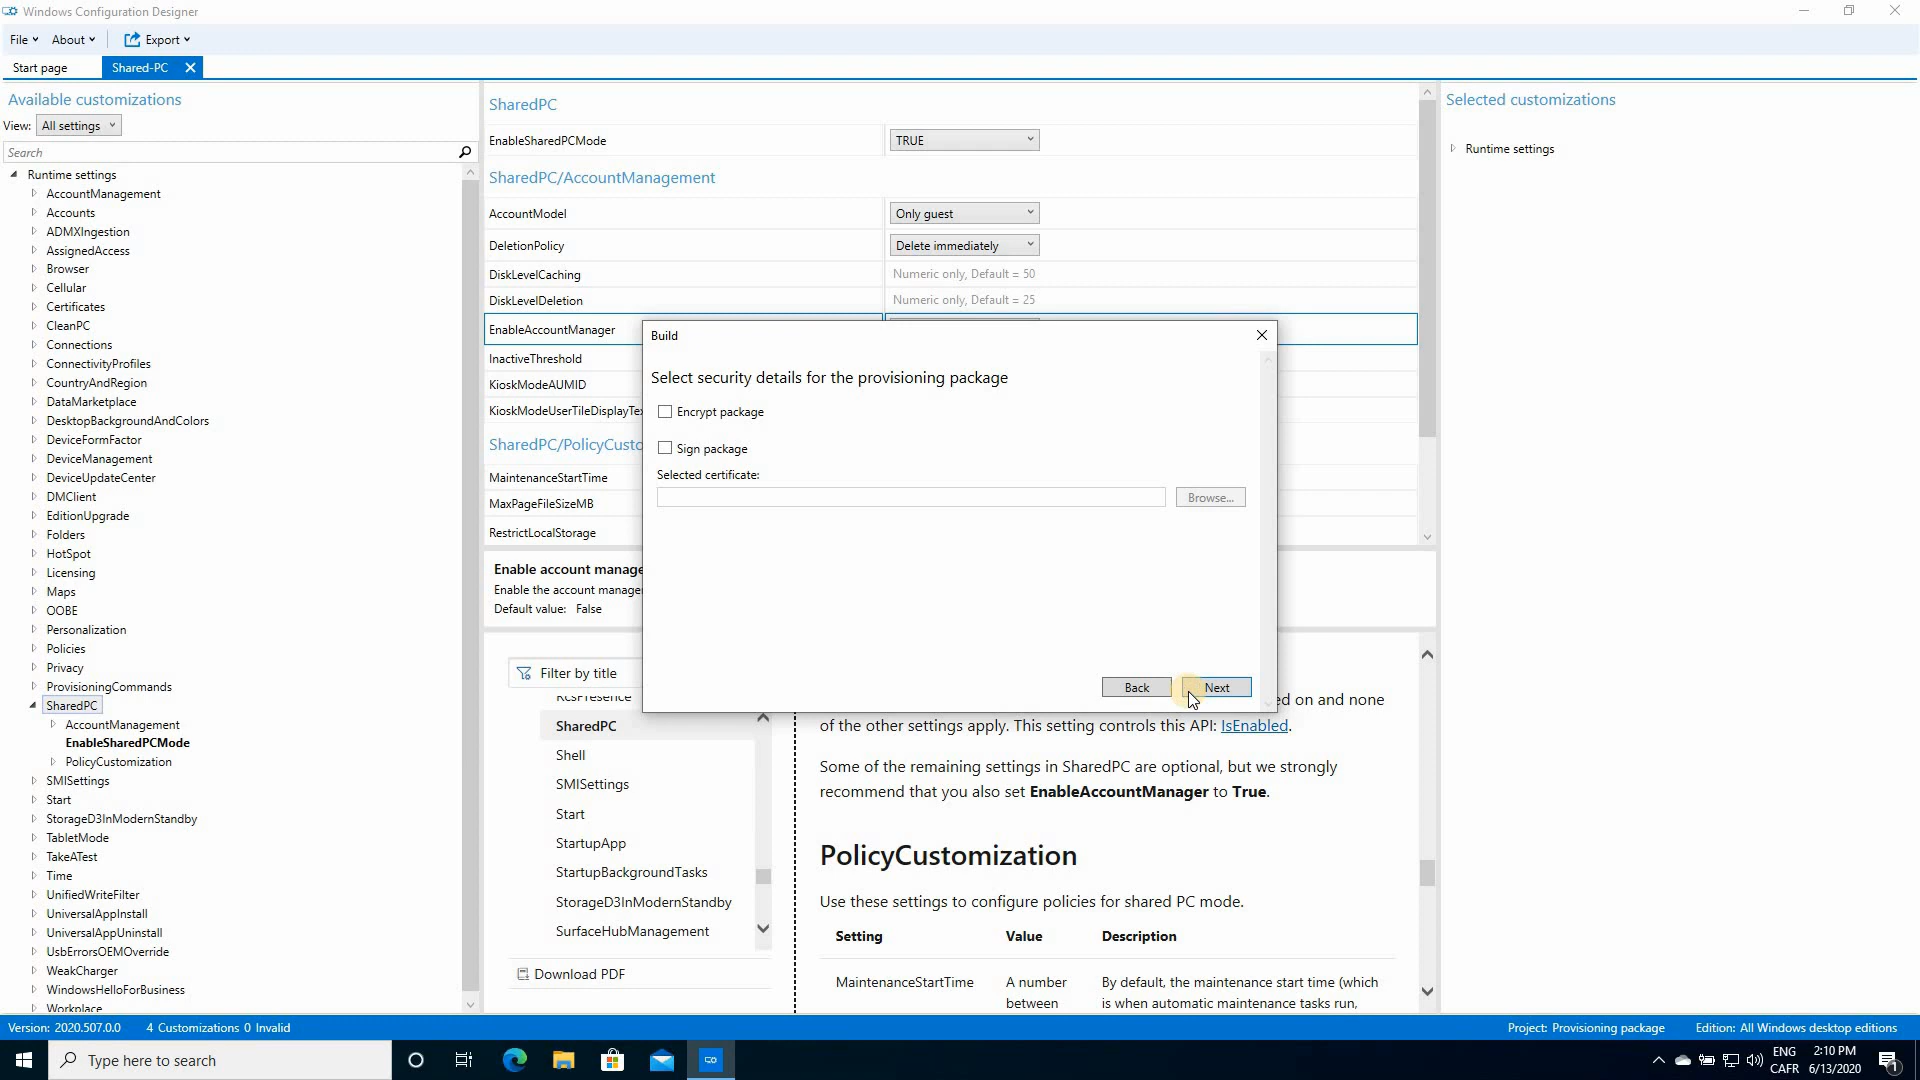 Windows Configuration Designer
File
About
Export
Start page
Shared-PC
Available customizations
View:
All settings
Search
Runtime settings
AccountManagement
Accounts
ADMXIngestion
AssignedAccess
Browser
Cellular
Certificates
CleanPC
Connections
ConnectivityProfiles
CountryAndRegion
DataMarketplace
DesktopBackgroundAndColors
DeviceFormFactor
DeviceManagement
DeviceUpdateCenter
DMClient
EditionUpgrade
Folders
HotSpot
Licensing
Maps
OOBE
Personalization
Policies
Privacy
ProvisioningCommands
SharedPC
AccountManagement
EnableSharedPCMode
PolicyCustomization
SMISettings
Start
StorageD3InModernStandby
TabletMode
TakeATest
Time
UnifiedWriteFilter
UniversalAppInstall
UniversalAppUninstall
UsbErrorsOEMOverride
WeakCharger
WindowsHelloForBusiness
Workplace
SharedPC
EnableSharedPCMode
TRUE
SharedPC/AccountManagement
AccountModel
Only guest
DeletionPolicy
Delete immediately
DiskLevelCaching
Numeric only, Default = 50
DiskLevelDeletion
Numeric only, Default = 25
EnableAccountManager
InactiveThreshold
KioskModeAUMID
KioskModeUserTileDisplayTe
SharedPC/PolicyCusto
MaintenanceStartTime
MaxPageFileSizeMB
RestrictLocalStorage
Enable account manage
Enable the account manage
Default value: False
Build
Select security details for the provisioning package
Encrypt package
Sign package
Selected certificate:
Browse...
Back
Next
Filter by title
RcsPresence
SharedPC
Shell
SMISettings
Start
StartupApp
StartupBackgroundTasks
StorageD3InModernStandby
SurfaceHubManagement
Download PDF
ed on and none
of the other settings apply. This setting controls this API: IsEnabled.
Some of the remaining settings in SharedPC are optional, but we strongly
recommend that you also set EnableAccountManager to True.
PolicyCustomization
Use these settings to configure policies for shared PC mode.
Setting Value Description
MaintenanceStartTime A number By default, the maintenance start time (which
between is when automatic maintenance tasks run,
Selected customizations
Runtime settings
Version: 2020.507.0.0
4 Customizations 0 Invalid
Project: Provisioning package
Edition: All Windows desktop editions
Type here to search
ENG
CAFR
2:10 PM
6/13/2020
1